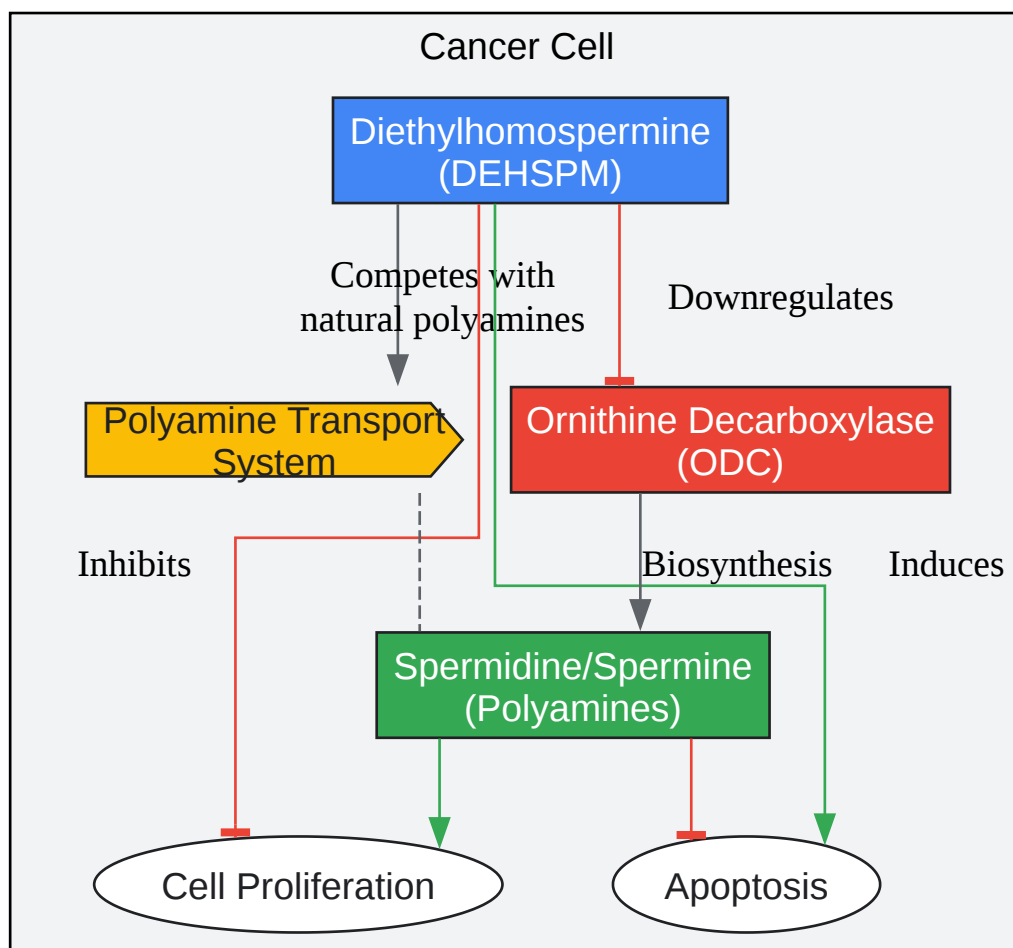 Cancer Cell
Diethylhomospermine
(DEHSPM)
Competes with
natural polyamines
Downregulates
Polyamine Transport
System
Ornithine Decarboxylase
(ODC)
Inhibits
Biosynthesis
Induces
Spermidine/Spermine
(Polyamines)
Cell Proliferation
Apoptosis